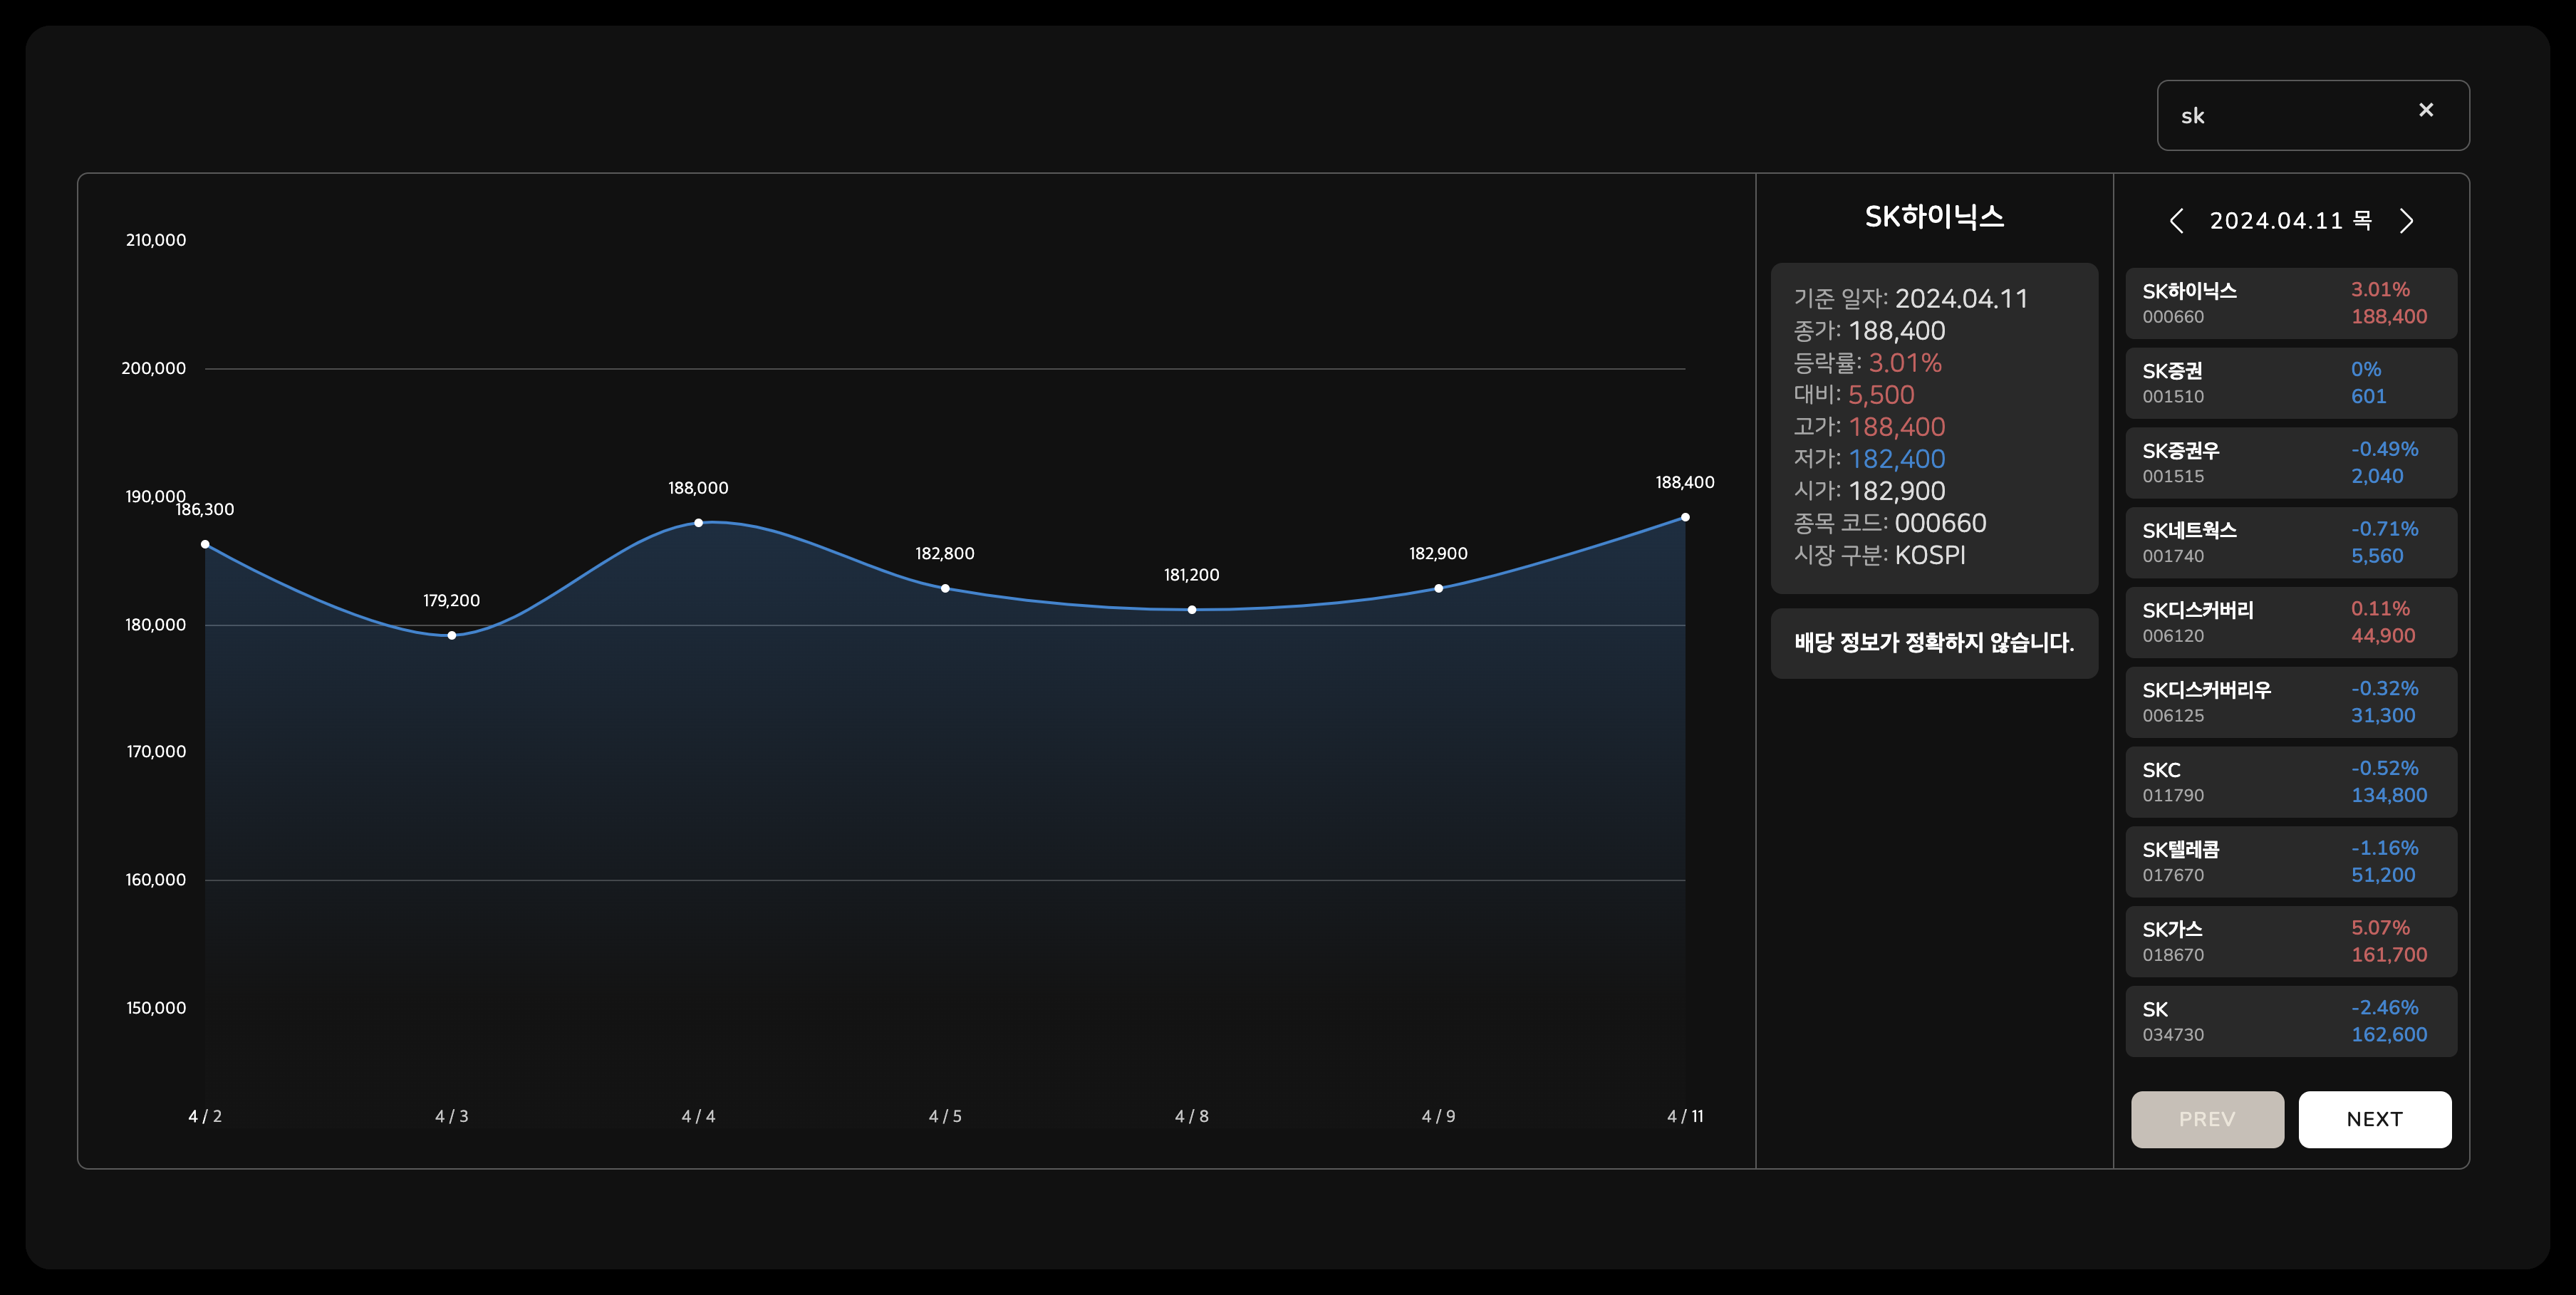 sk
×
210,000
200,000
190,000
180,000
170,000
160,000
150,000
186,300
179,200
188,000
182,800
181,200
182,900
188,400
4 / 2
4 / 3
4 / 4
4 / 5
4 / 8
4 / 9
4 / 11
SK하이닉스
기준 일자: 2024.04.11
종가: 188,400
등락률: 3.01%
대비: 5,500
고가: 188,400
저가: 182,400
시가: 182,900
종목 코드: 000660
시장 구분: KOSPI
배당 정보가 정확하지 않습니다.
2024.04.11 목
SK하이닉스 3.01%
000660 188,400
SK증권 0%
001510 601
SK증권우 -0.49%
001515 2,040
SK네트웍스 -0.71%
001740 5,560
SK디스커버리 0.11%
006120 44,900
SK디스커버리우 -0.32%
006125 31,300
SKC -0.52%
011790 134,800
SK텔레콤 -1.16%
017670 51,200
SK가스 5.07%
018670 161,700
SK -2.46%
034730 162,600
PREV NEXT